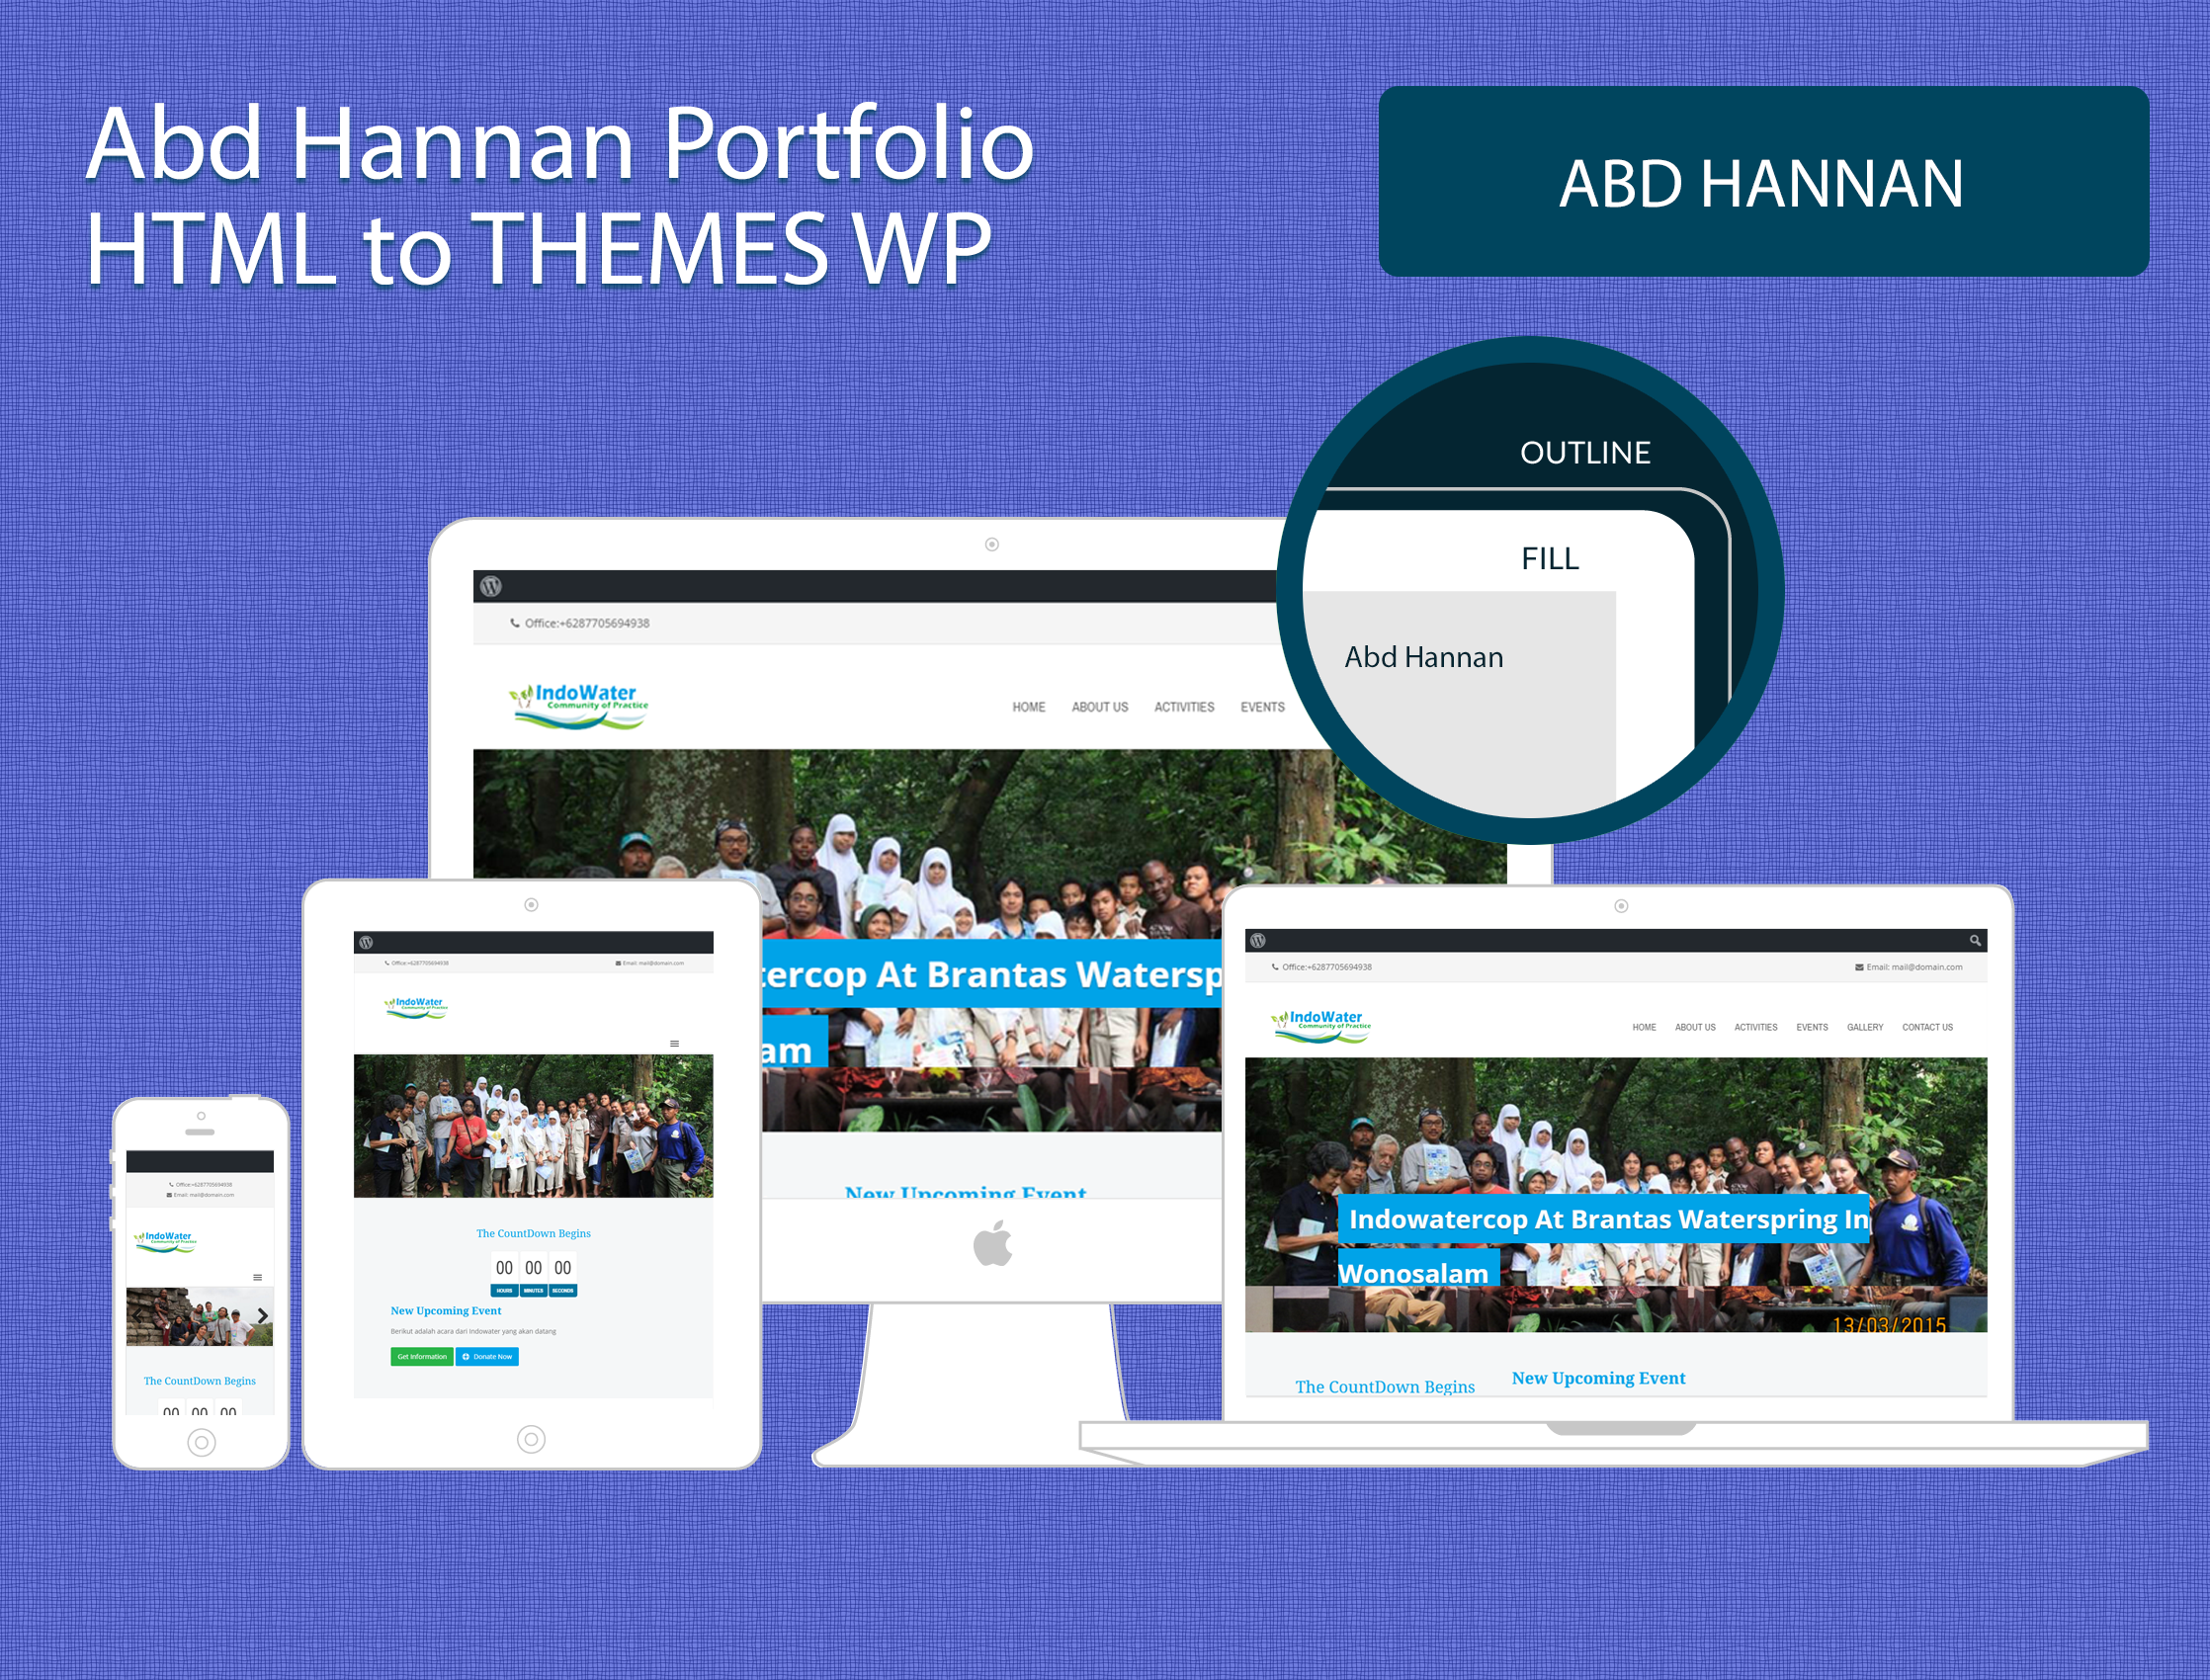 Abd Hannan Portfolio
HTML to THEMES WP
ABD HANNAN
OUTLINE
FILL
Abd Hannan
Office:+6287705694938
IndoWater
Community of Practice
HOME ABOUT US ACTIVITIES EVENTS
tercop At Brantas Watersp
am
New Upcoming Event
Office:+6287705694938 Email: mail@domain.com
IndoWater
Community of Practice
The CountDown Begins
00 00 00
HOURS MINUTES SECONDS
New Upcoming Event
Berikut adalah acara dari Indowater yang akan datang
Get Information Donate Now
Office:+6287705694938
Email: mail@domain.com
IndoWater
Community of Practice
The CountDown Begins
00 00 00
Office:+6287705694938 Email: mail@domain.com
IndoWater
Community of Practice
HOME ABOUT US ACTIVITIES EVENTS GALLERY CONTACT US
Indowatercop At Brantas Waterspring In
Wonosalam
13/03/2015
The CountDown Begins New Upcoming Event